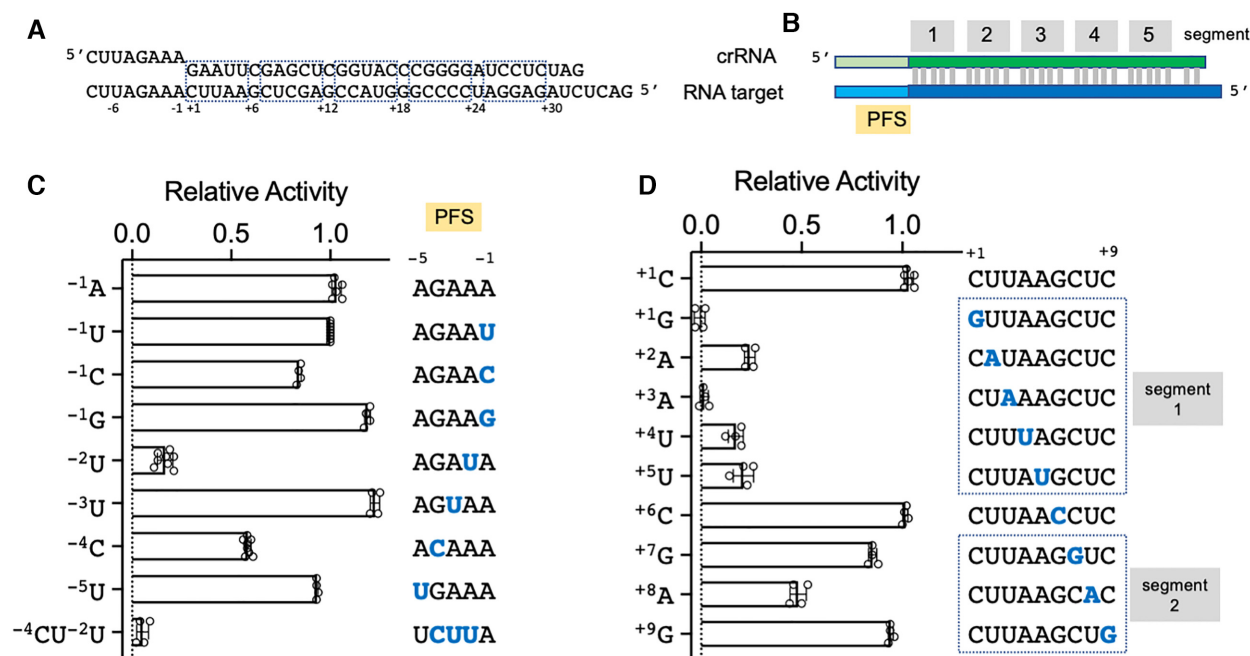 A
5' CUUAGAAA
GAAUUCGAGCUCGGUACCCGGGGAUCCUCUAG
CUUAGAAACUUAAGCUCGAGCCAUGGGCCCCUAGGAGAUCUCAG 5'
-6 -1 +1 +6 +12 +18 +24 +30
B
1 2 3 4 5 segment
crRNA 5'
RNA target 5'
PFS
C
Relative Activity
0.0 0.5 1.0
PFS
-5 -1
-1A AGAAA
-1U AGAAU
-1C AGAAC
-1G AGAAG
-2U AGAUA
-3U AGUAA
-4C ACAAA
-5U UGAAA
-4CU-2U UCUUA
D
Relative Activity
0.0 0.5 1.0
+1 +9
+1C CUUAAGCUC
+1G GUUAAGCUC
+2A CAUAAGCUC
+3A CUAAAGCUC
+4U CUUUAGCUC
+5U CUUAUGCUC
segment
1
+6C CUUAACCUC
+7G CUUAAGGUC
+8A CUUAAGCAC
+9G CUUAAGCUG
segment
2